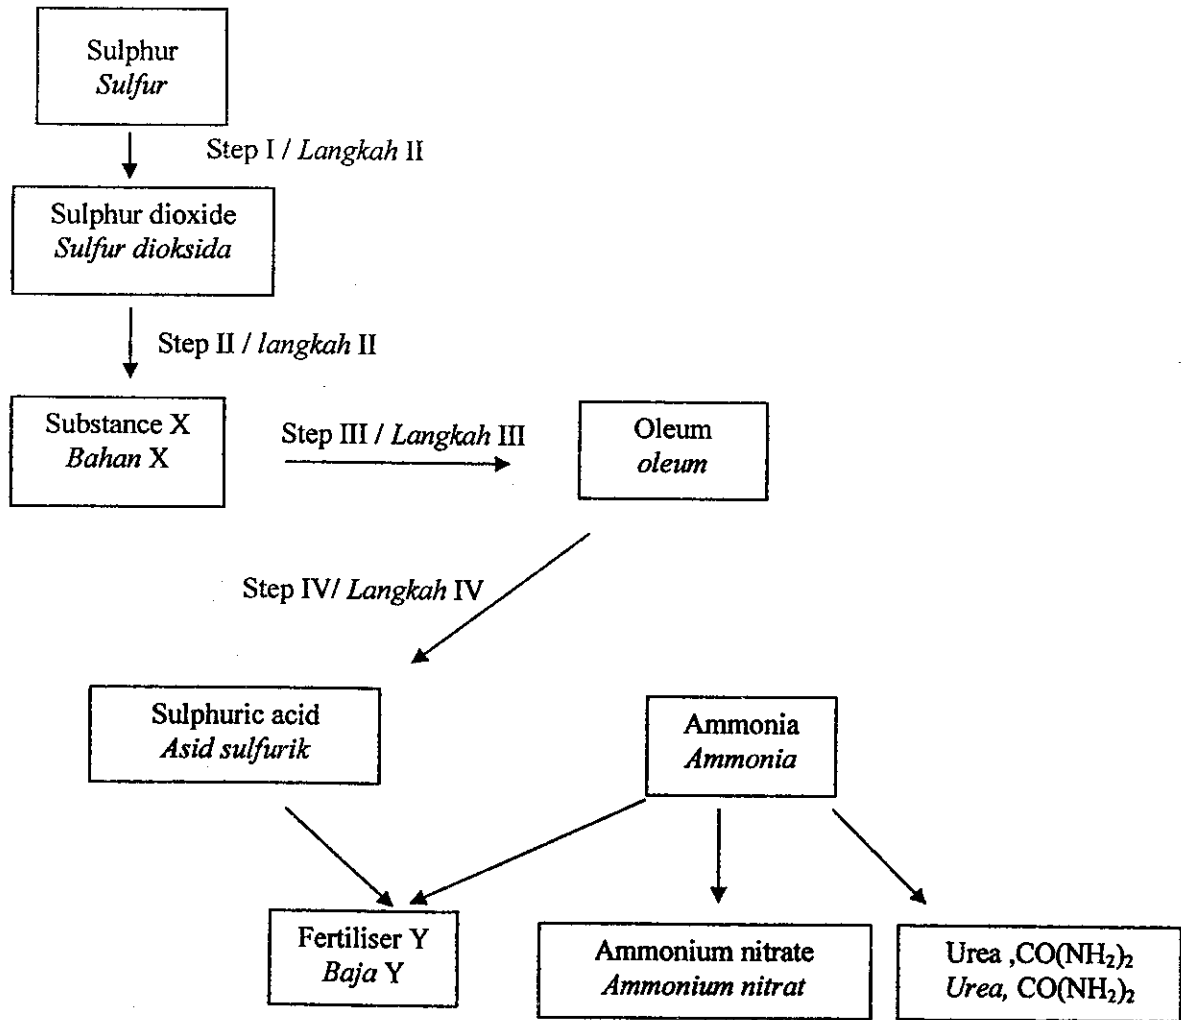 Sulphur
Sulfur
Step I / Langkah II
Sulphur dioxide
Sulfur dioksida
Step II / langkah II
Substance X
Bahan X
Step III / Langkah III
Oleum
oleum
Step IV/ Langkah IV
Sulphuric acid
Asid sulfurik
Ammonia
Ammonia
Fertiliser Y
Baja Y
Ammonium nitrate
Ammonium nitrat
Urea ,CO(NH₂)₂
Urea, CO(NH₂)₂